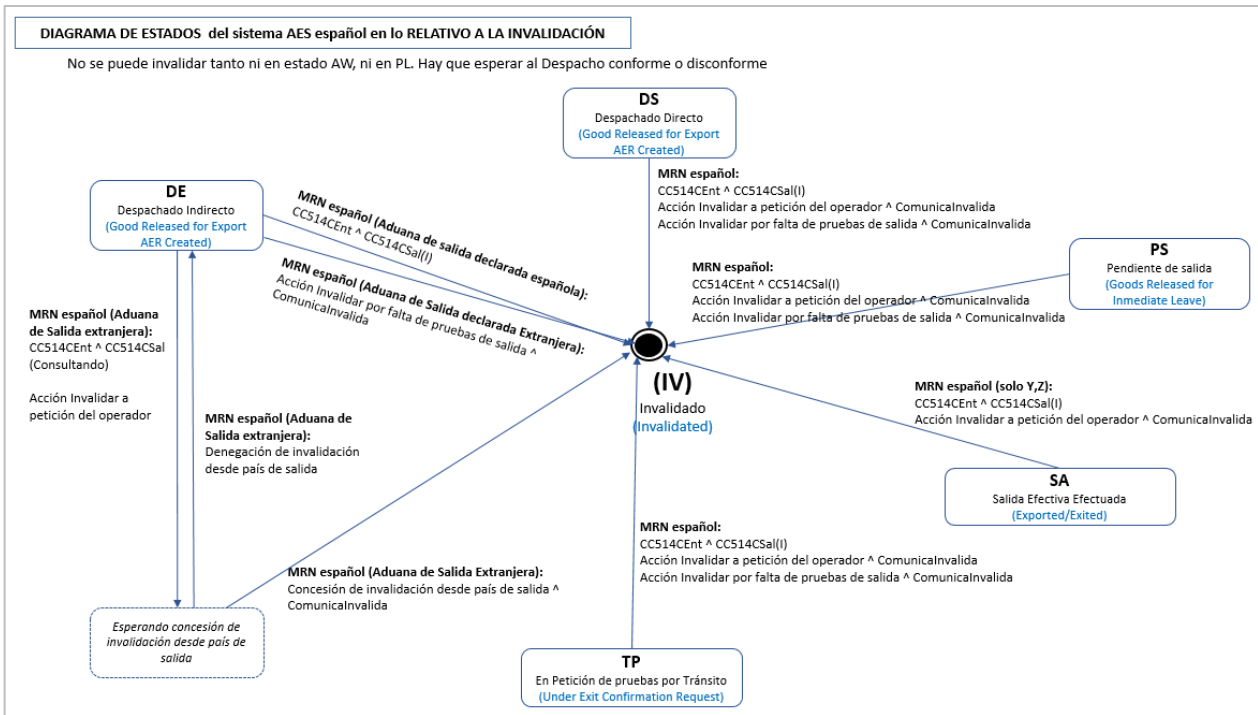 DIAGRAMA DE ESTADOS del sistema AES español en lo RELATIVO A LA INVALIDACIÓN
No se puede invalidar tanto ni en estado AW, ni en PL. Hay que esperar al Despacho conforme o disconforme
DS
Despachado Directo
(Good Released for Export
AER Created)
MRN español:
CC514CEnt ^ CC514CSal(I)
Acción Invalidar a petición del operador ^ ComunicaInvalida
Acción Invalidar por falta de pruebas de salida ^ ComunicaInvalida
DE
Despachado Indirecto
(Good Released for Export
AER Created)
MRN español (Aduana de salida declarada española):
CC514CEnt ^ CC514CSal(I)
MRN español (Aduana de Salida declarada Extranjera):
Acción Invalidar por falta de pruebas de salida ^
ComunicaInvalida
PS
Pendiente de salida
(Goods Released for
Inmediate Leave)
MRN español:
CC514CEnt ^ CC514CSal(I)
Acción Invalidar a petición del operador ^ ComunicaInvalida
Acción Invalidar por falta de pruebas de salida ^ ComunicaInvalida
MRN español (Aduana
de Salida extranjera):
CC514CEnt ^ CC514CSal
(Consultando)
Acción Invalidar a
petición del operador
MRN español (Aduana de
Salida extranjera):
Denegación de invalidación
desde país de salida
(IV)
Invalidado
(Invalidated)
MRN español (solo Y,Z):
CC514CEnt ^ CC514CSal(I)
Acción Invalidar a petición del operador ^ ComunicaInvalida
SA
Salida Efectiva Efectuada
(Exported/Exited)
MRN español:
CC514CEnt ^ CC514CSal(I)
Acción Invalidar a petición del operador ^ ComunicaInvalida
Acción Invalidar por falta de pruebas de salida ^ ComunicaInvalida
MRN español (Aduana de Salida Extranjera):
Concesión de invalidación desde país de salida ^
ComunicaInvalida
Esperando concesión de
invalidación desde país de
salida
TP
En Petición de pruebas por Tránsito
(Under Exit Confirmation Request)